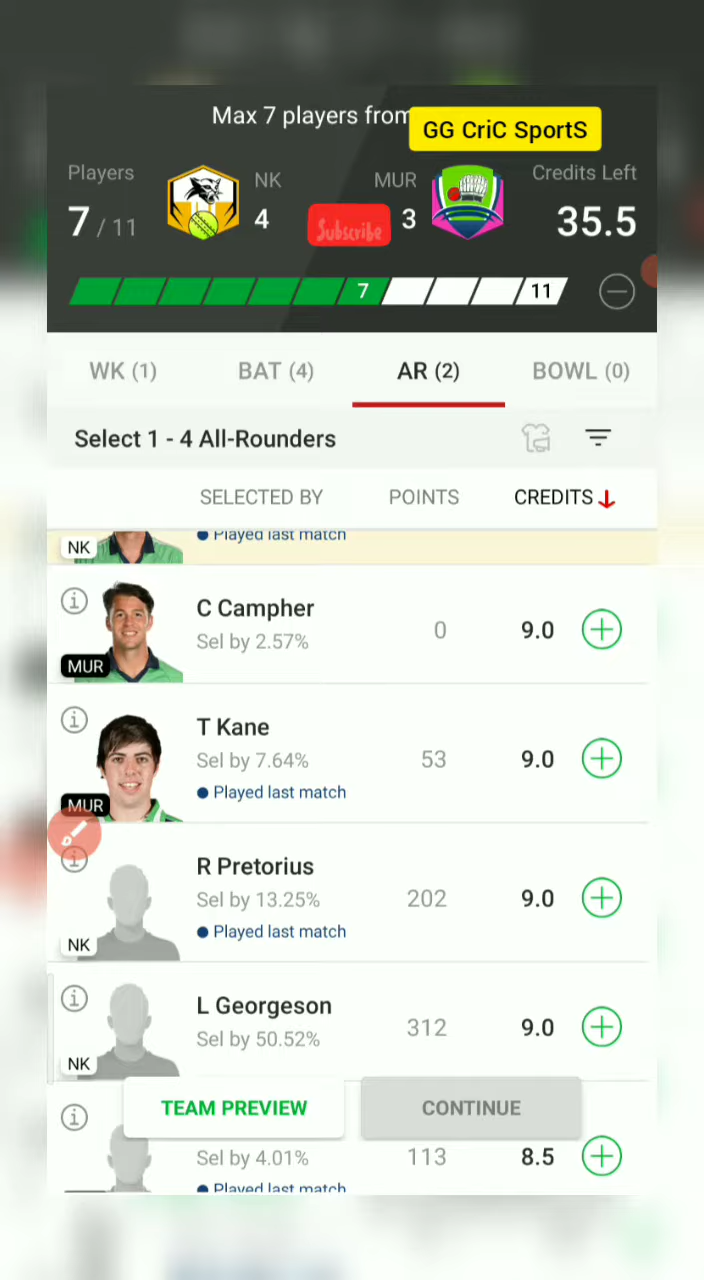 Max 7 players from
GG CriC SportS
Players
NK
MUR
Credits Left
7 / 11
4
Subscribe
3
35.5
7
11
WK (1)
BAT (4)
AR (2)
BOWL (0)
Select 1 - 4 All-Rounders
SELECTED BY
POINTS
CREDITS
Played last match
NK
C Campher
Sel by 2.57%
0
9.0
MUR
T Kane
Sel by 7.64%
53
9.0
Played last match
MUR
R Pretorius
Sel by 13.25%
202
9.0
Played last match
NK
L Georgeson
Sel by 50.52%
312
9.0
NK
TEAM PREVIEW
CONTINUE
Sel by 4.01%
113
8.5
Played last match